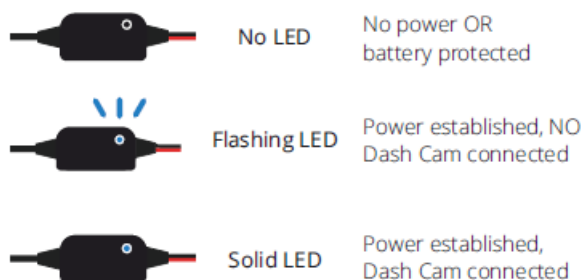 No LED
No power OR
battery protected
Flashing LED
Power established, NO
Dash Cam connected
Solid LED
Power established,
Dash Cam connected